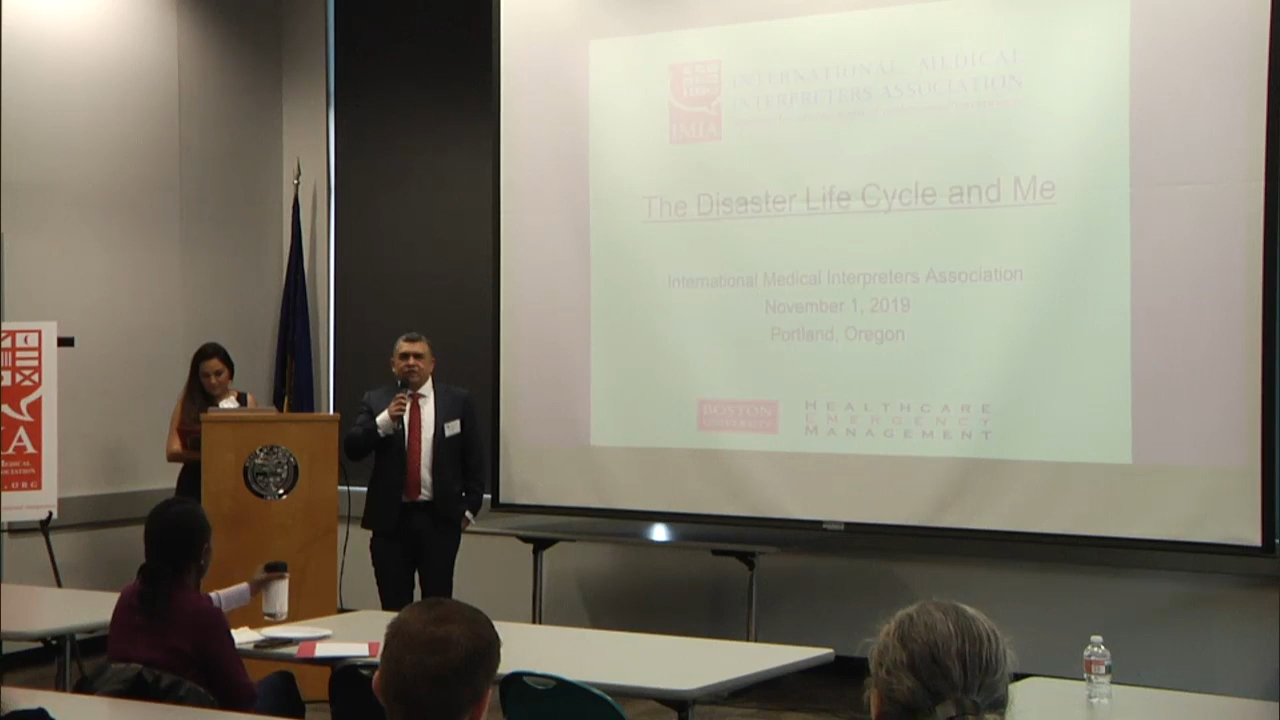 INTERNATIONAL MEDICAL
INTERPRETERS ASSOCIATION
IMIA
The Disaster Life Cycle and Me
International Medical Interpreters Association
November 1, 2019
Portland, Oregon
BOSTON
UNIVERSITY
HEALTHCARE
EMERGENCY
MANAGEMENT